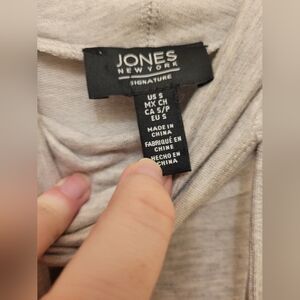 JONES
NEW YORK
SIGNATURE
US S
MX CH
CA S/P
EU S
MADE IN
CHINA
FABRIQUÉ EN
CHINE
HECHO EN
CHINA